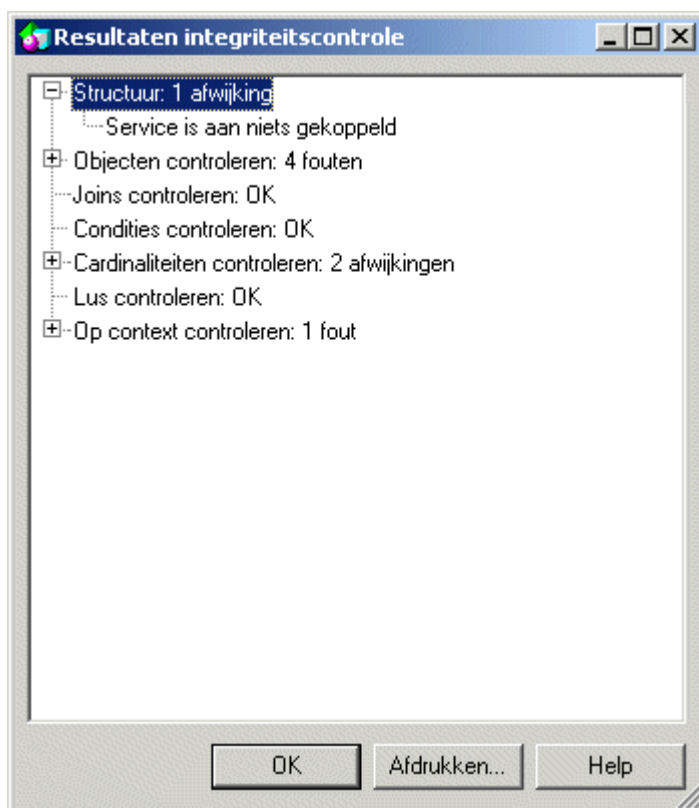 Resultaten integriteitscontrole
Structuur: 1 afwijking
Service is aan niets gekoppeld
Objecten controleren: 4 fouten
Joins controleren: OK
Condities controleren: OK
Cardinaliteiten controleren: 2 afwijkingen
Lus controleren: OK
Op context controleren: 1 fout
OK Afdrukken... Help